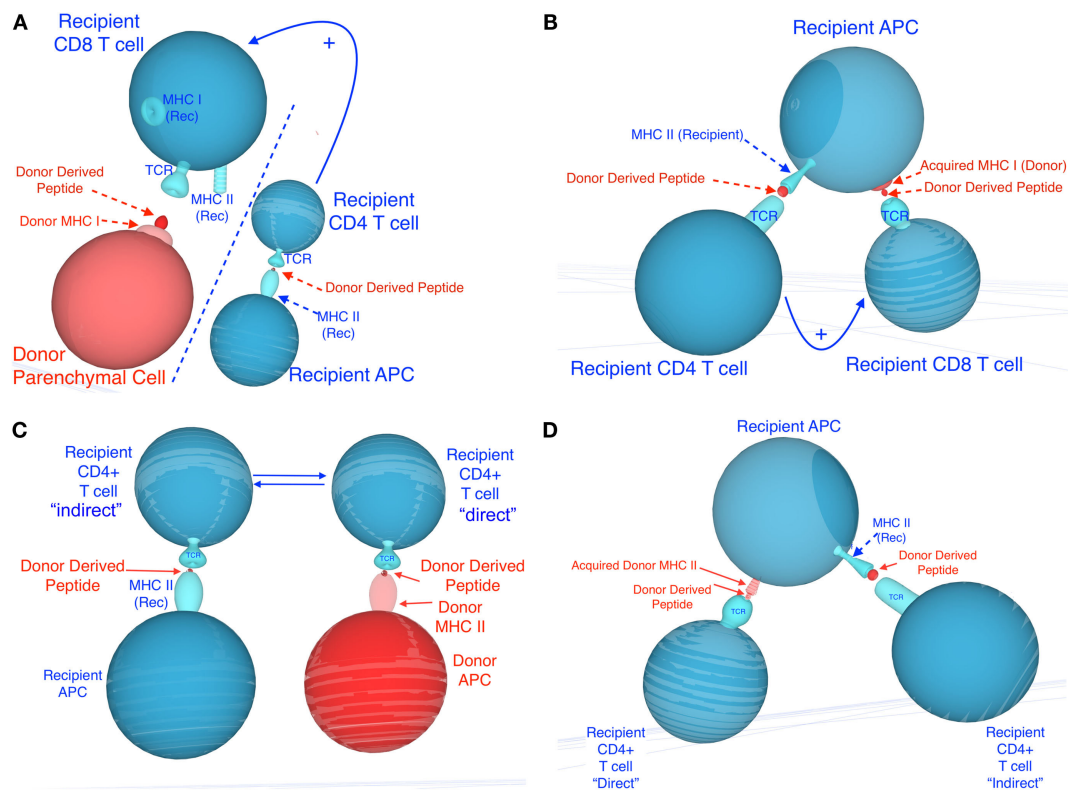 A
Recipient
CD8 T cell
+
MHC I
(Rec)
TCR
MHC II
(Rec)
Donor Derived
Peptide
Donor MHC I
Donor
Parenchymal Cell
Recipient
CD4 T cell
TCR
Donor Derived Peptide
MHC II
(Rec)
Recipient APC
B
Recipient APC
MHC II (Recipient)
Donor Derived Peptide
TCR
Acquired MHC I (Donor)
Donor Derived Peptide
TCR
+
Recipient CD4 T cell
Recipient CD8 T cell
C
Recipient
CD4+
T cell
“indirect”
Recipient
CD4+
T cell
“direct”
TCR
TCR
Donor Derived
Peptide
MHC II
(Rec)
Donor Derived
Peptide
Donor
MHC II
Recipient
APC
Donor
APC
D
Recipient APC
MHC II
(Rec)
Donor Derived
Peptide
Acquired Donor MHC II
Donor Derived
Peptide
TCR
TCR
Recipient
CD4+
T cell
“Direct”
Recipient
CD4+
T cell
“Indirect”